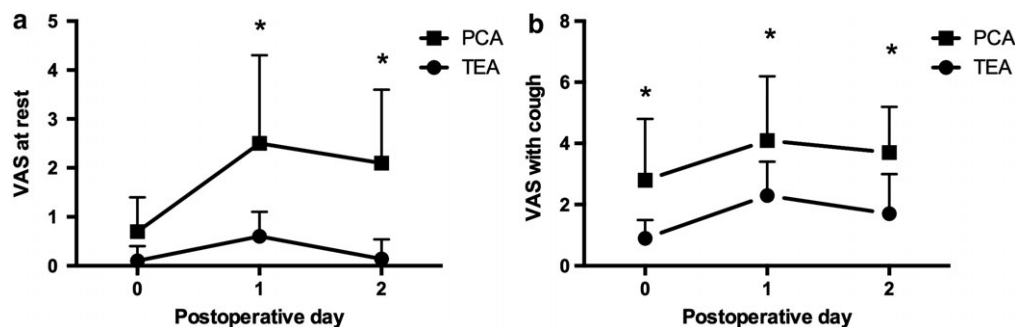 a
VAS at rest
5
4
3
2
1
0
* *
PCA
TEA
0 1 2
Postoperative day
b
VAS with cough
8
6
4
2
0
* * *
PCA
TEA
0 1 2
Postoperative day